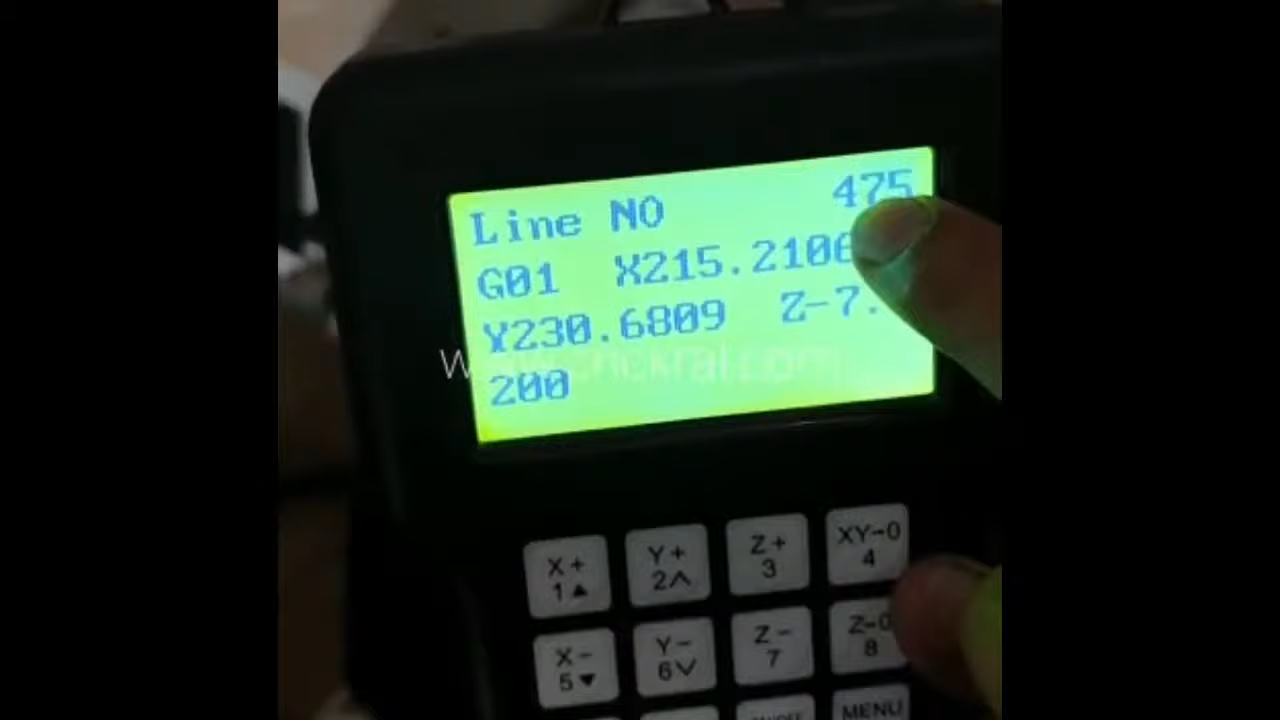 Line NO 475
G01 X215.2106
Y230.6809 Z-7.
200
X+ Y+ Z+ XY-0
1▲ 2∧ 3 4
X- Y- Z- Z-0
5▼ 6∨ 7 8
MENU